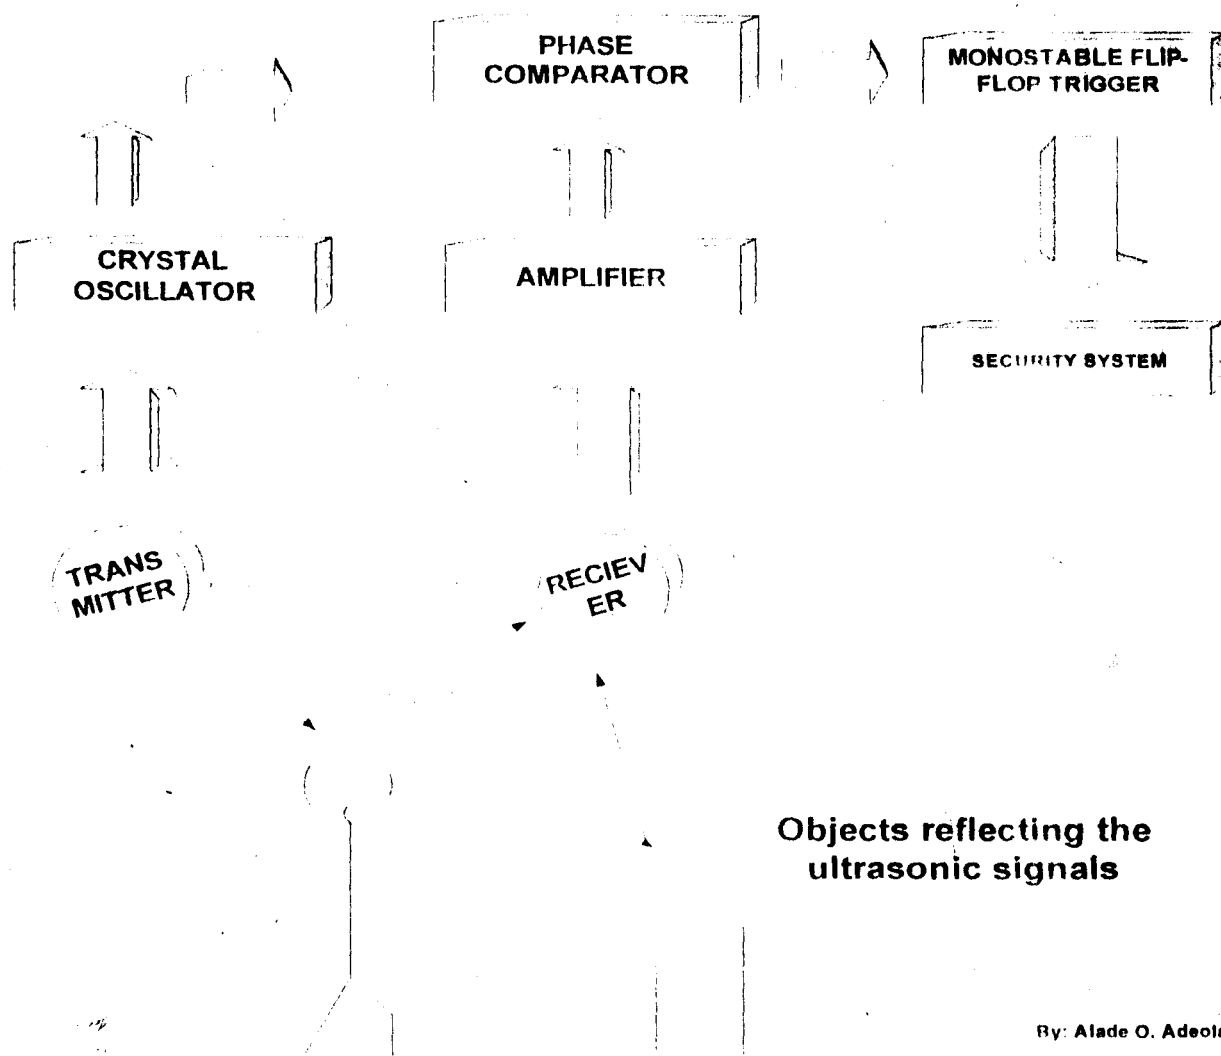 PHASE
COMPARATOR
MONOSTABLE FLIP-
FLOP TRIGGER
CRYSTAL
OSCILLATOR
AMPLIFIER
SECURITY SYSTEM
TRANS
MITTER
RECIEV
ER
Objects reflecting the
ultrasonic signals
By: Alade O. Adeola